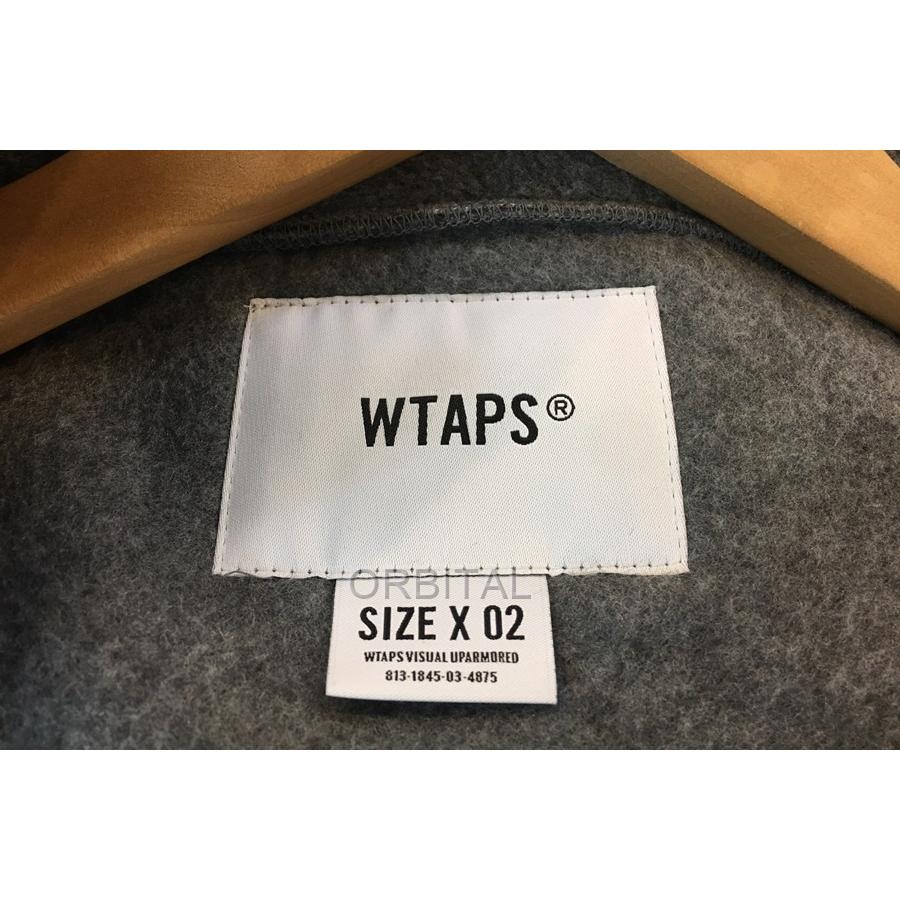 WTAPS®
ORBITAL
SIZE X 02
WTAPS VISUAL UPARMORED
813-1845-03-4875